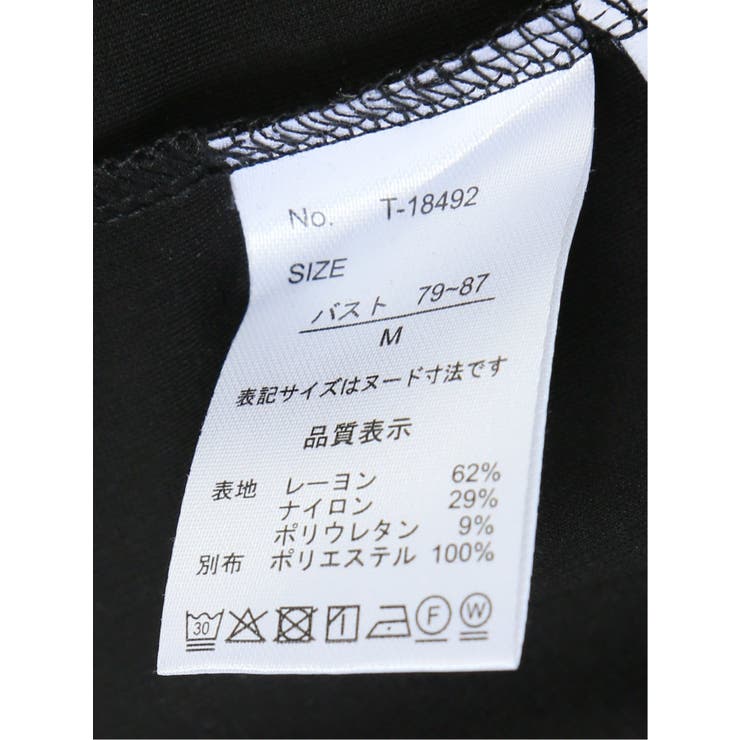 No. T-18492
SIZE
バスト 79~87
M
表記サイズはヌード寸法です
品質表示
表地 レーヨン 62%
ナイロン 29%
ポリウレタン 9%
別布 ポリエステル 100%
30 F W